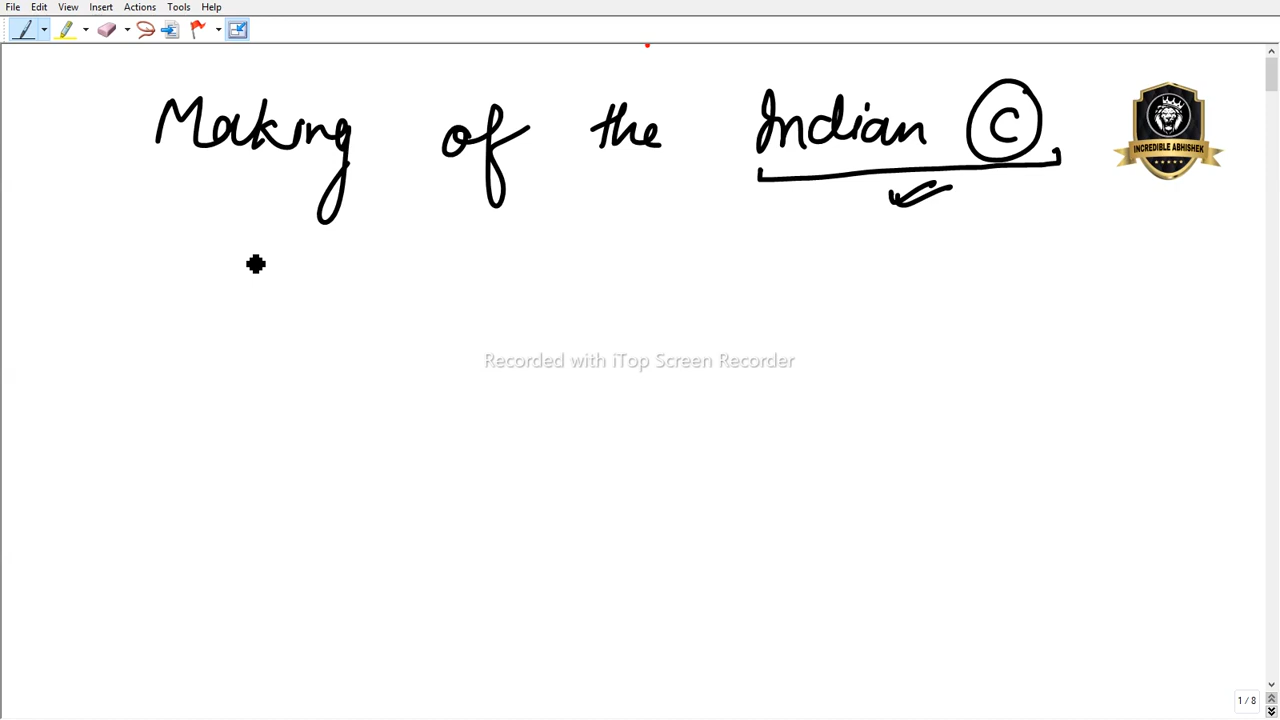 File Edit View Insert Actions Tools Help
Making of the Indian C
INCREDIBLE ABHISHEK
Recorded with iTop Screen Recorder
1 / 8